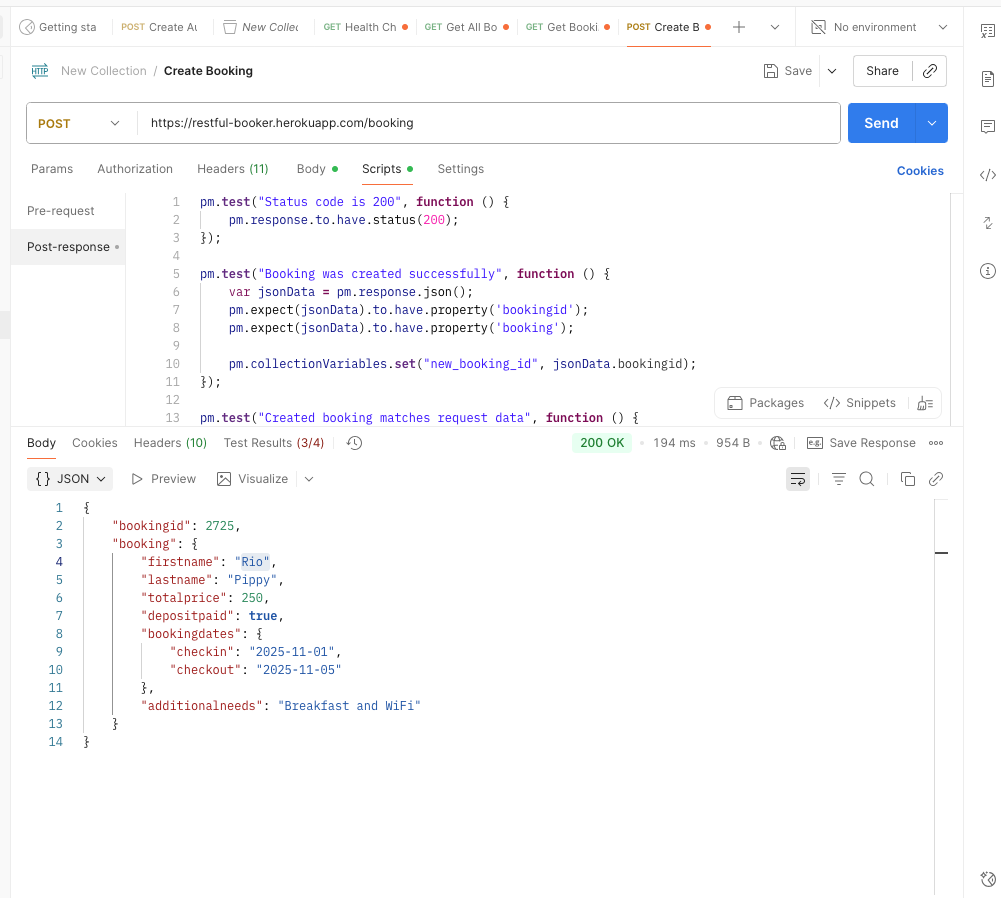 Getting sta
POST Create Au
New Collec
GET Health Ch
GET Get All Bo
GET Get Booki
POST Create B
No environment
HTTP New Collection / Create Booking
Save
Share
POST
https://restful-booker.herokuapp.com/booking
Send
Params Authorization Headers (11) Body Scripts Settings
Cookies
Pre-request
Post-response
1 pm.test("Status code is 200", function () {
2 pm.response.to.have.status(200);
3 });
4
5 pm.test("Booking was created successfully", function () {
6 var jsonData = pm.response.json();
7 pm.expect(jsonData).to.have.property('bookingid');
8 pm.expect(jsonData).to.have.property('booking');
9
10 pm.collectionVariables.set("new_booking_id", jsonData.bookingid);
11 });
12
13 pm.test("Created booking matches request data", function () {
Packages </> Snippets
Body Cookies Headers (10) Test Results (3/4)
200 OK • 194 ms • 954 B •
e.g. Save Response
{} JSON Preview Visualize
1 {
2 "bookingid": 2725,
3 "booking": {
4 "firstname": "Rio",
5 "lastname": "Pippy",
6 "totalprice": 250,
7 "depositpaid": true,
8 "bookingdates": {
9 "checkin": "2025-11-01",
10 "checkout": "2025-11-05"
11 },
12 "additionalneeds": "Breakfast and WiFi"
13 }
14 }